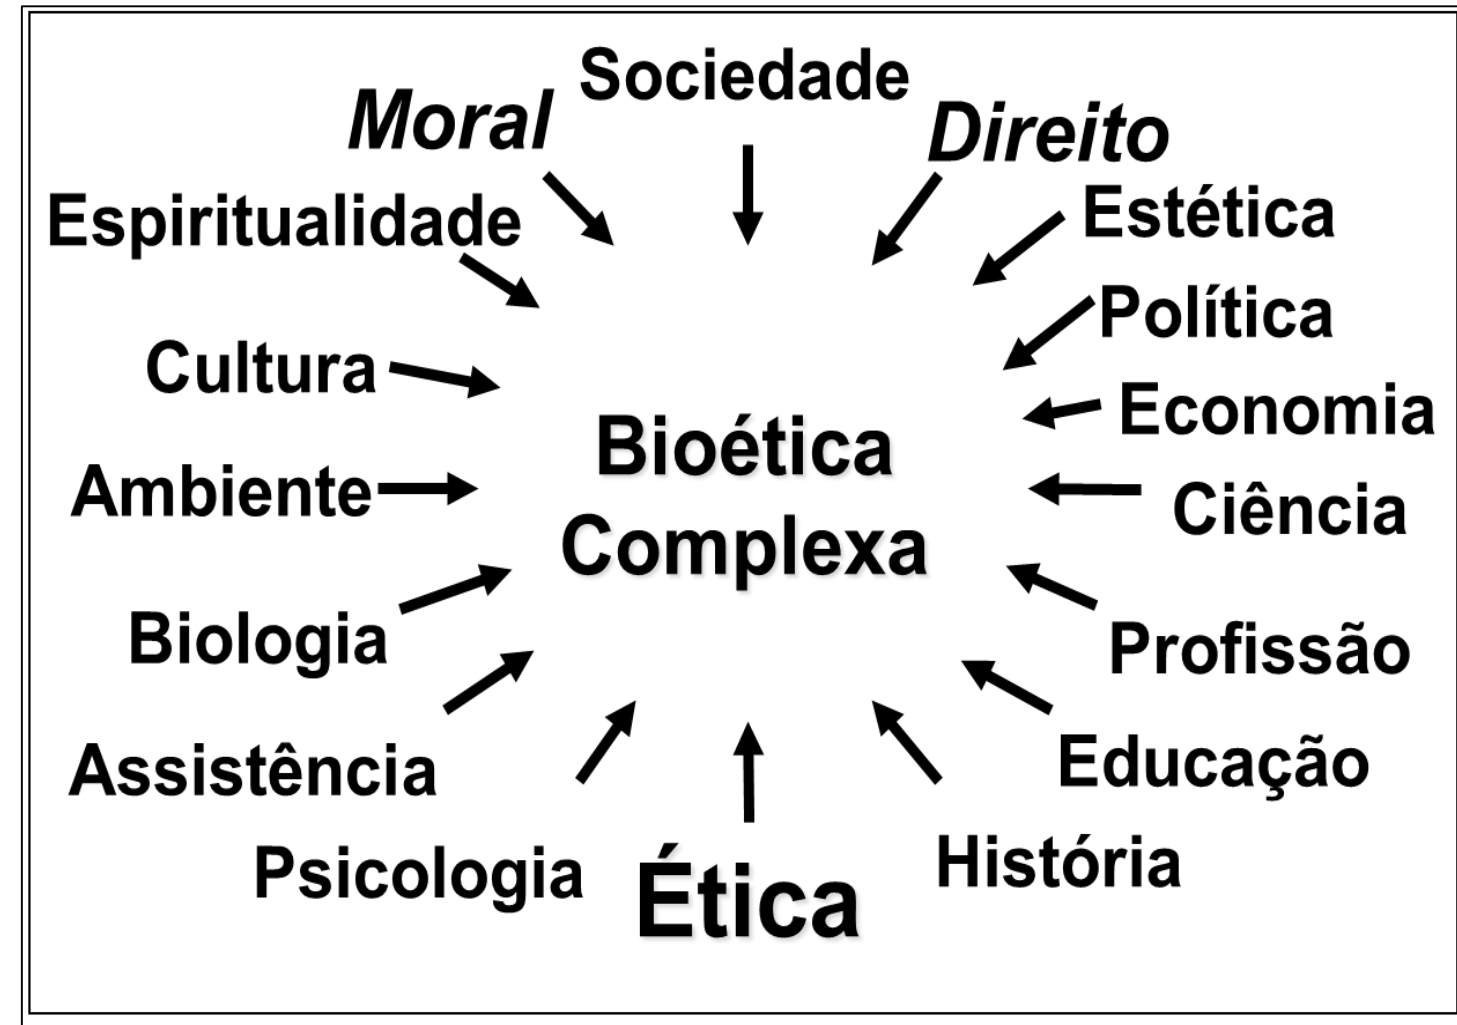 Sociedade
Moral
Direito
Espiritualidade
Estética
Política
Cultura
Economia
Bioética
Complexa
Ambiente
Ciência
Biologia
Profissão
Assistência
Educação
Psicologia
História
Ética